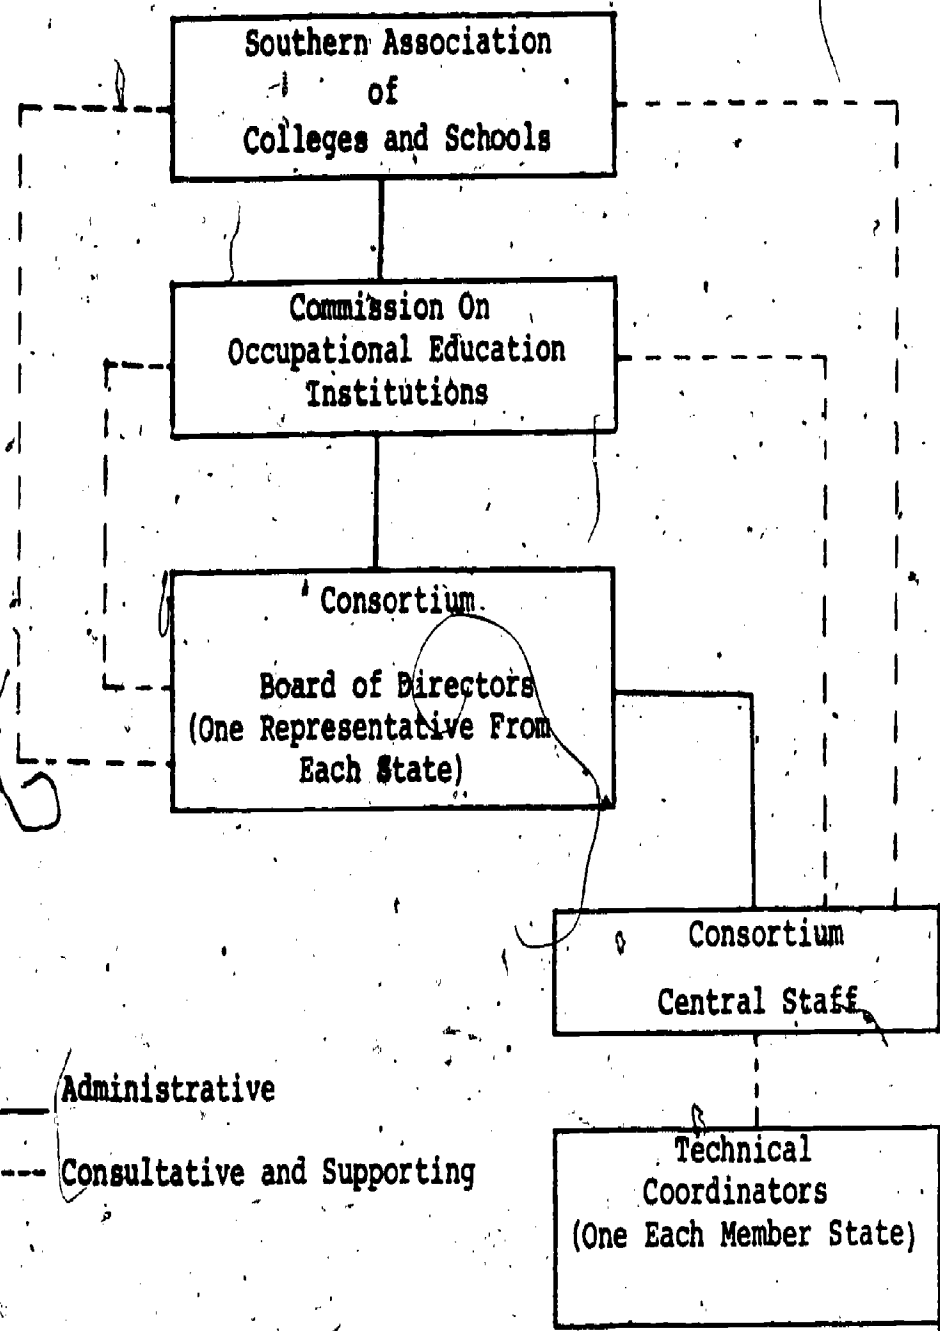 Southern Association
of
Colleges and Schools
Commission On
Occupational Education
Institutions
Consortium
Board of Directors
(One Representative From
Each State)
Consortium
Central Staff
Administrative
Consultative and Supporting
Technical
Coordinators
(One Each Member State)